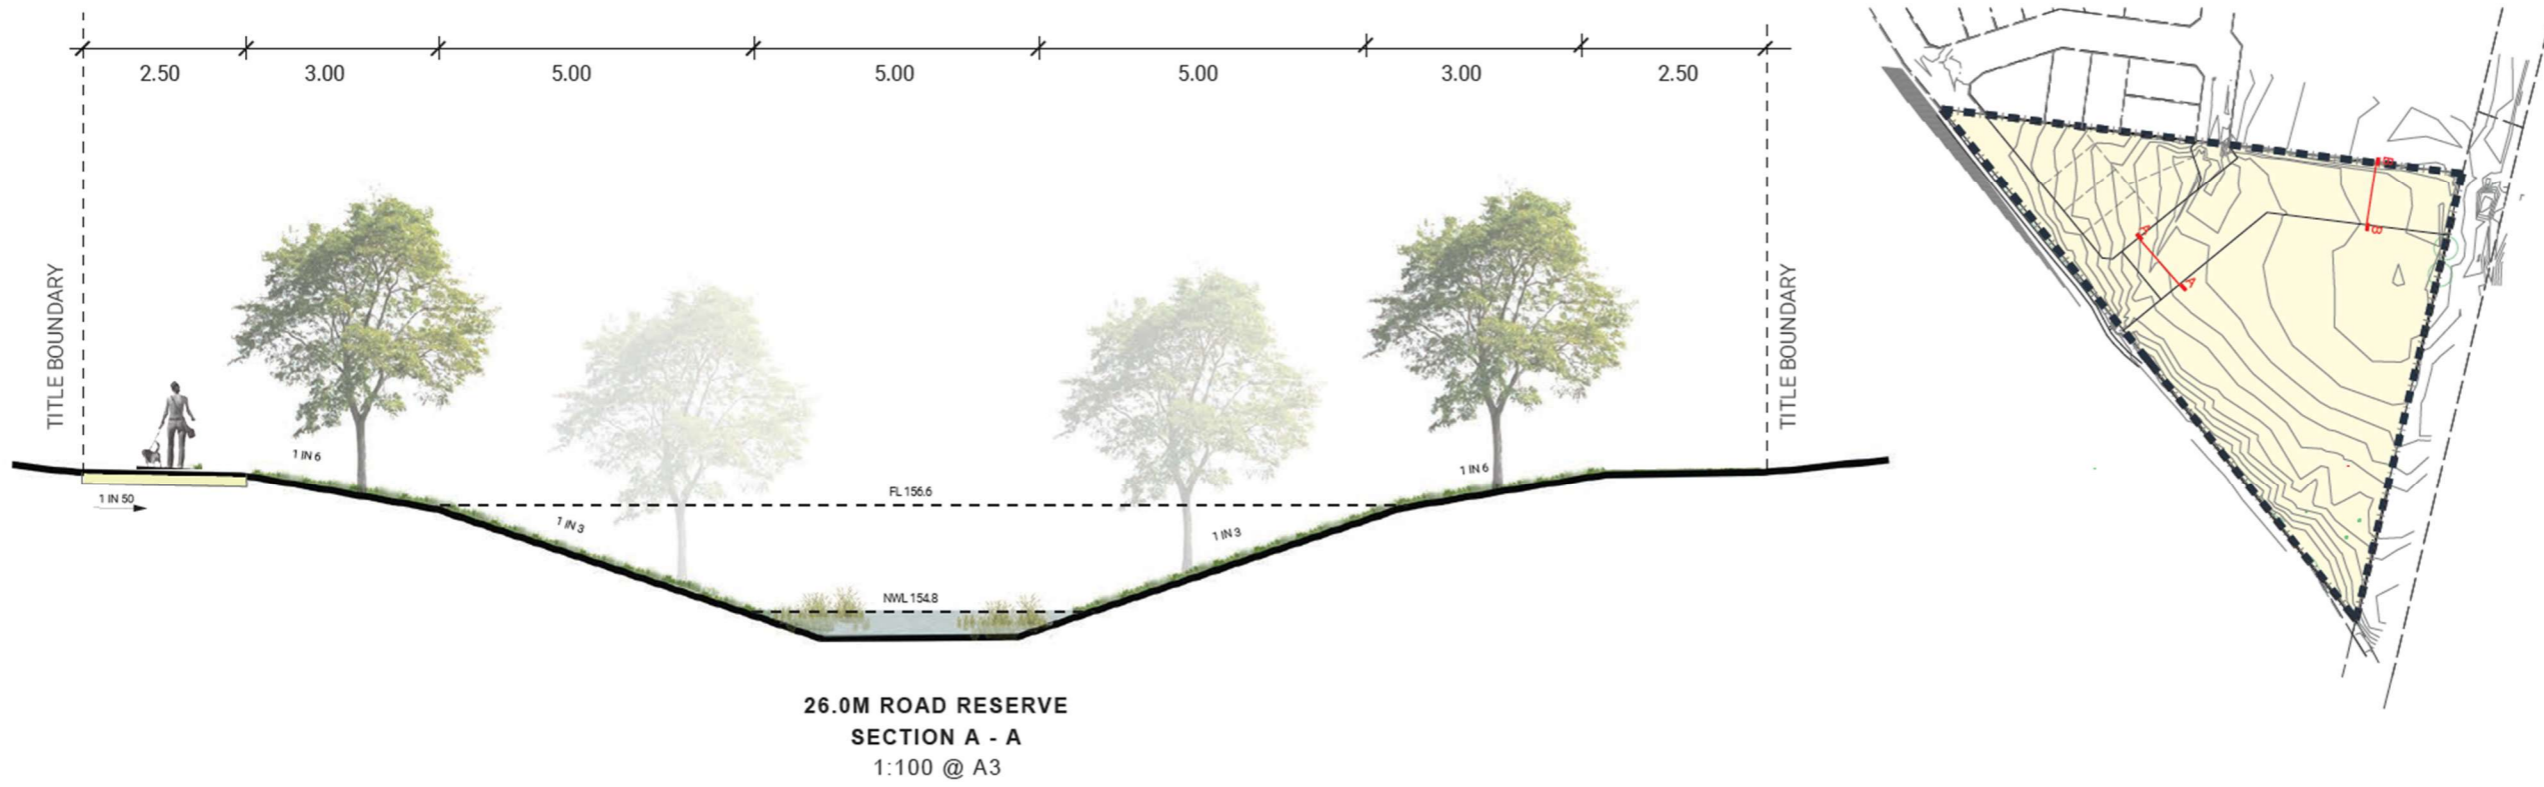 2.50
3.00
5.00
5.00
5.00
3.00
2.50
TITLE BOUNDARY
TITLE BOUNDARY
1 IN 6
1 IN 6
1 IN 50
FL 156.6
1 IN 3
1 IN 3
NWL 154.8
26.0M ROAD RESERVE
SECTION A - A
1:100 @ A3
B
B
A
A